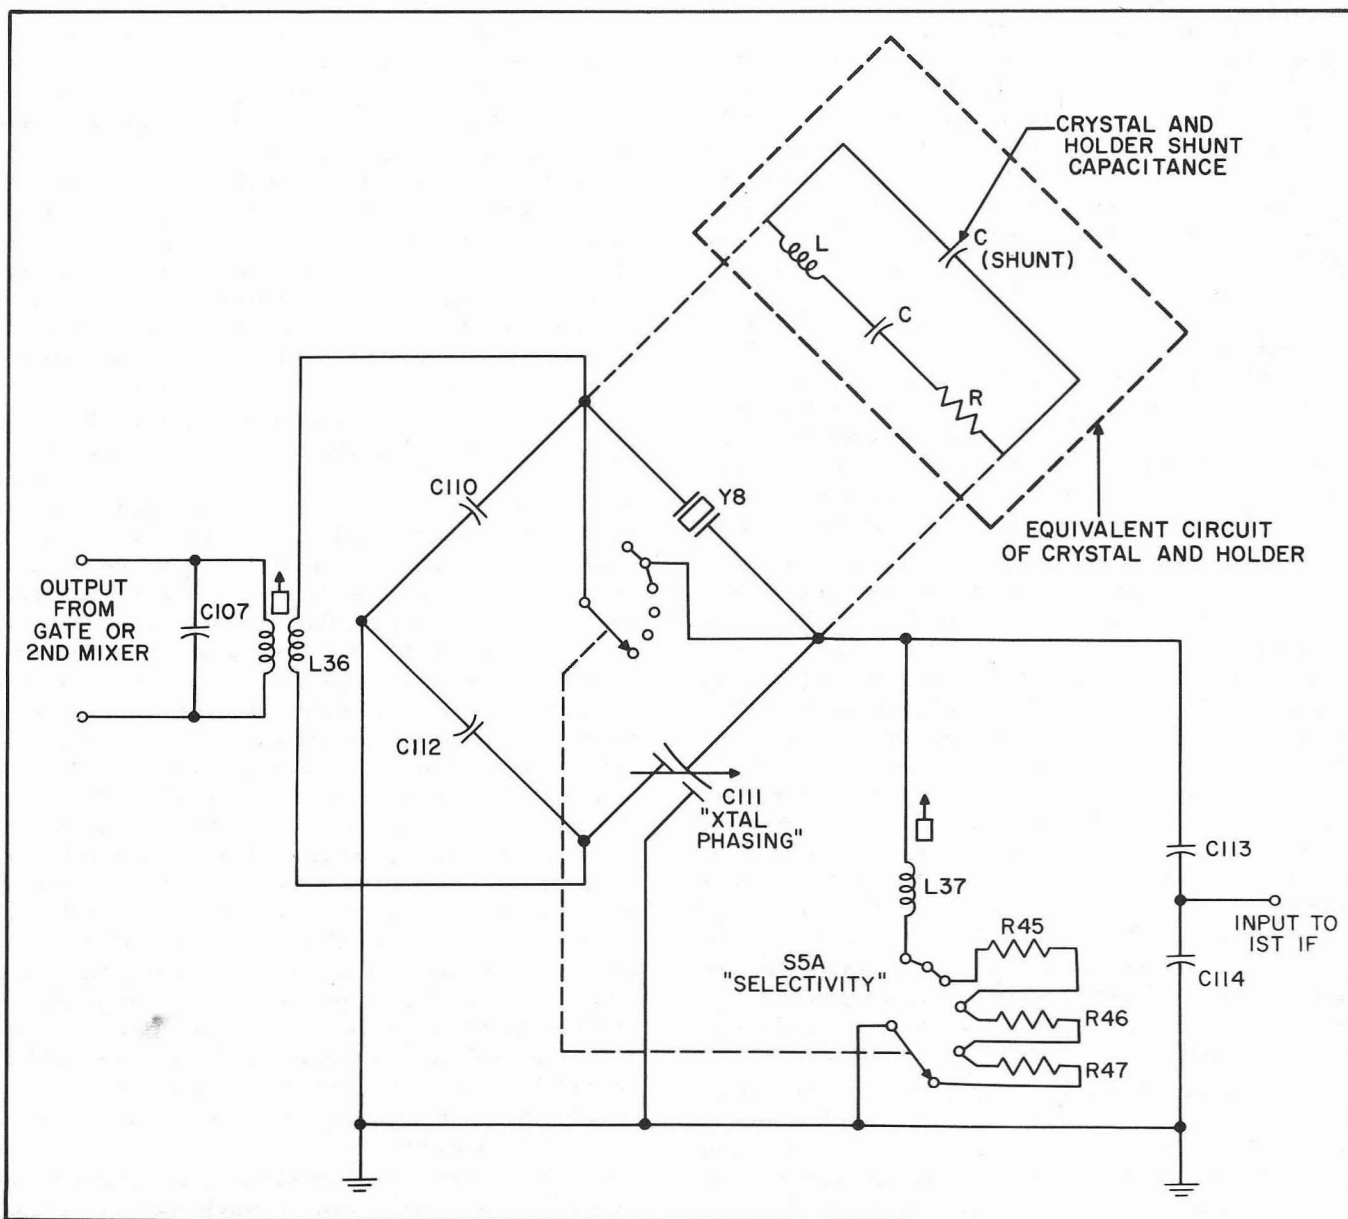 CRYSTAL AND
HOLDER SHUNT
CAPACITANCE
C
(SHUNT)
L
C
R
EQUIVALENT CIRCUIT
OF CRYSTAL AND HOLDER
C110
Y8
OUTPUT
FROM
GATE OR
2ND MIXER
C107
L36
C112
C111
"XTAL
PHASING"
L37
C113
INPUT TO
1ST IF
C114
S5A
"SELECTIVITY"
R45
R46
R47